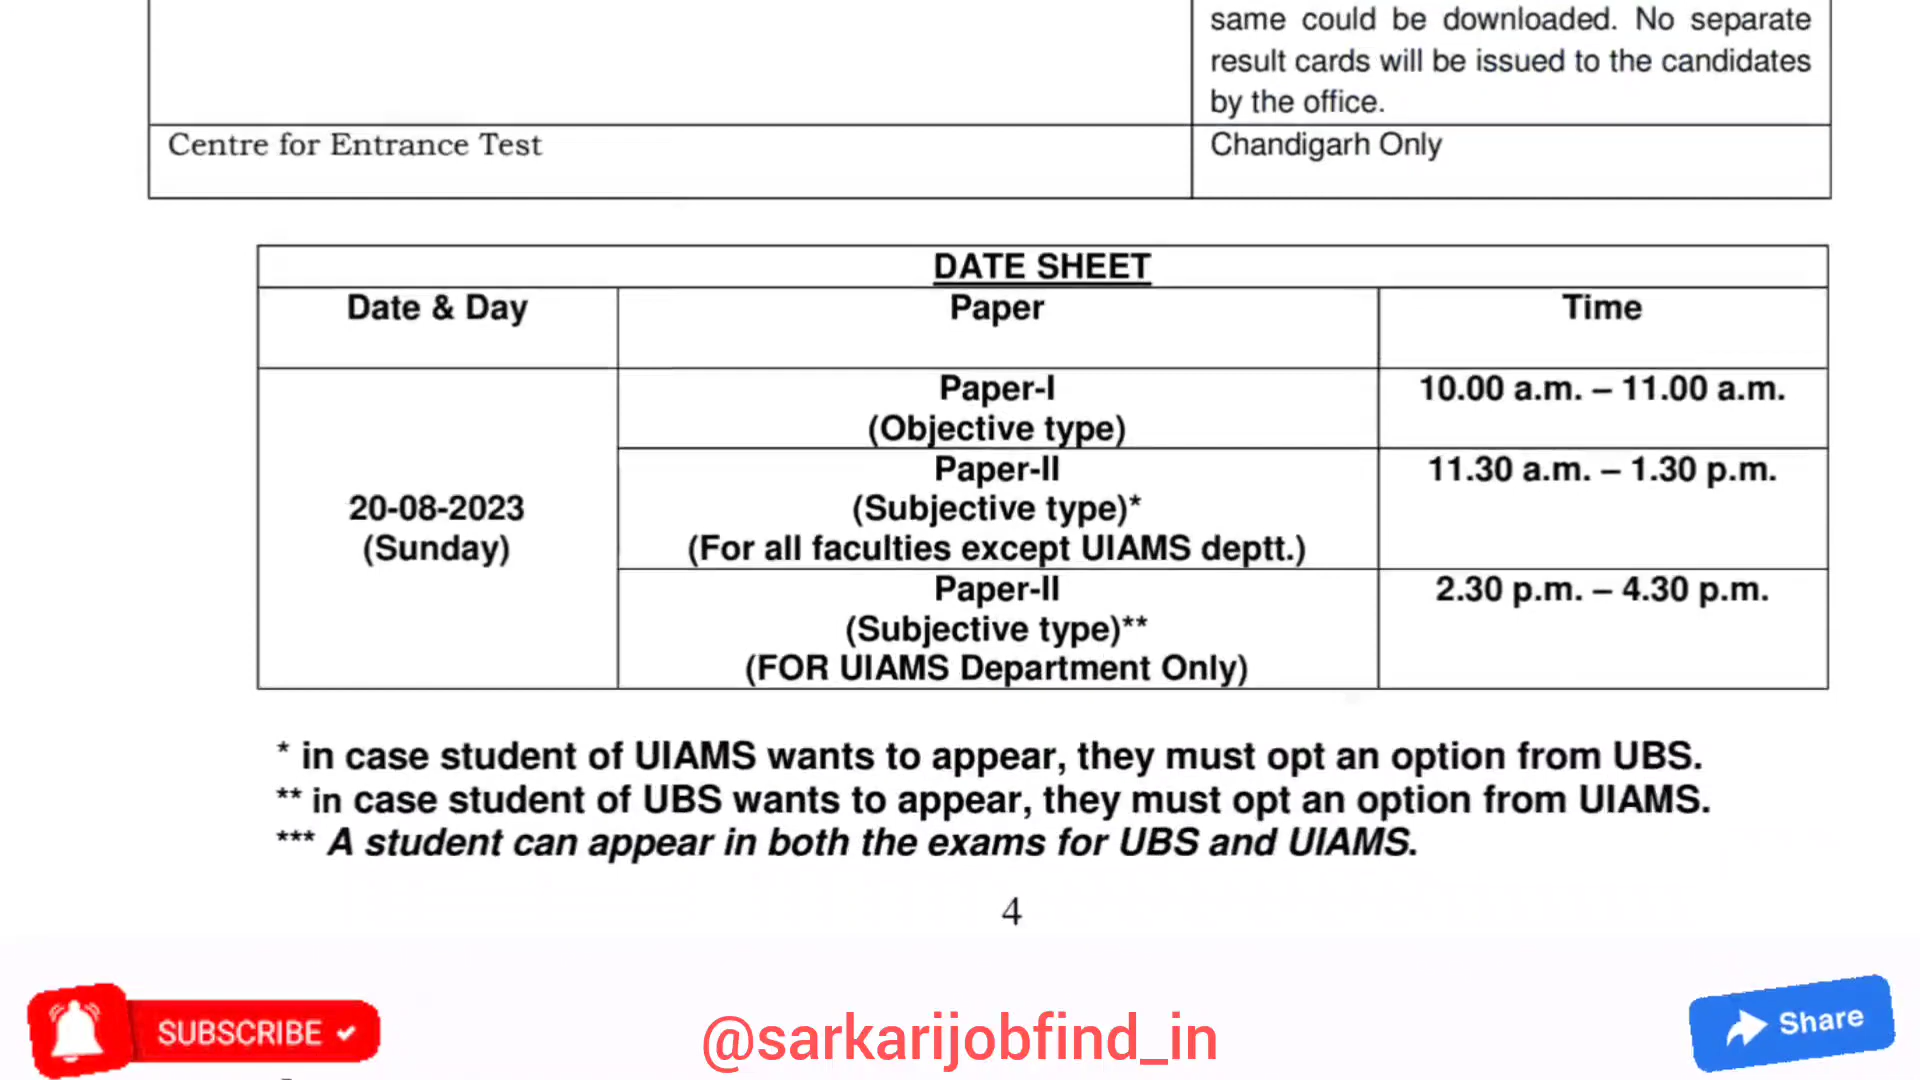 same could be downloaded. No separate
result cards will be issued to the candidates
by the office.
Centre for Entrance Test
Chandigarh Only
DATE SHEET
Date & Day
Paper
Time
Paper-I
(Objective type)
10.00 a.m. – 11.00 a.m.
20-08-2023
(Sunday)
Paper-II
(Subjective type)*
(For all faculties except UIAMS deptt.)
11.30 a.m. – 1.30 p.m.
Paper-II
(Subjective type)**
(FOR UIAMS Department Only)
2.30 p.m. – 4.30 p.m.
* in case student of UIAMS wants to appear, they must opt an option from UBS.
** in case student of UBS wants to appear, they must opt an option from UIAMS.
*** A student can appear in both the exams for UBS and UIAMS.
4
SUBSCRIBE
@sarkarijobfind_in
Share